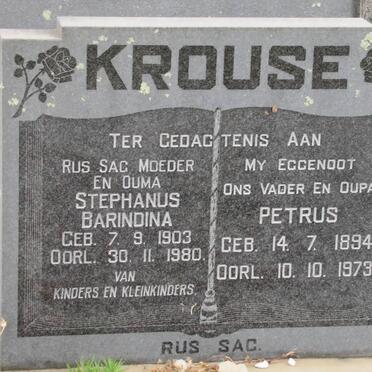 KROUSE
TER GEDAGTENIS AAN
RUS SAG MOEDER
EN OUMA
STEPHANUS
BARINDINA
GEB. 7. 9. 1903
OORL. 30. 11. 1980.
VAN
KINDERS EN KLEINKINDERS
MY EGGENOOT
ONS VADER EN OUPA
PETRUS
GEB. 14. 7. 1894
OORL. 10. 10. 1973
RUS SAG.